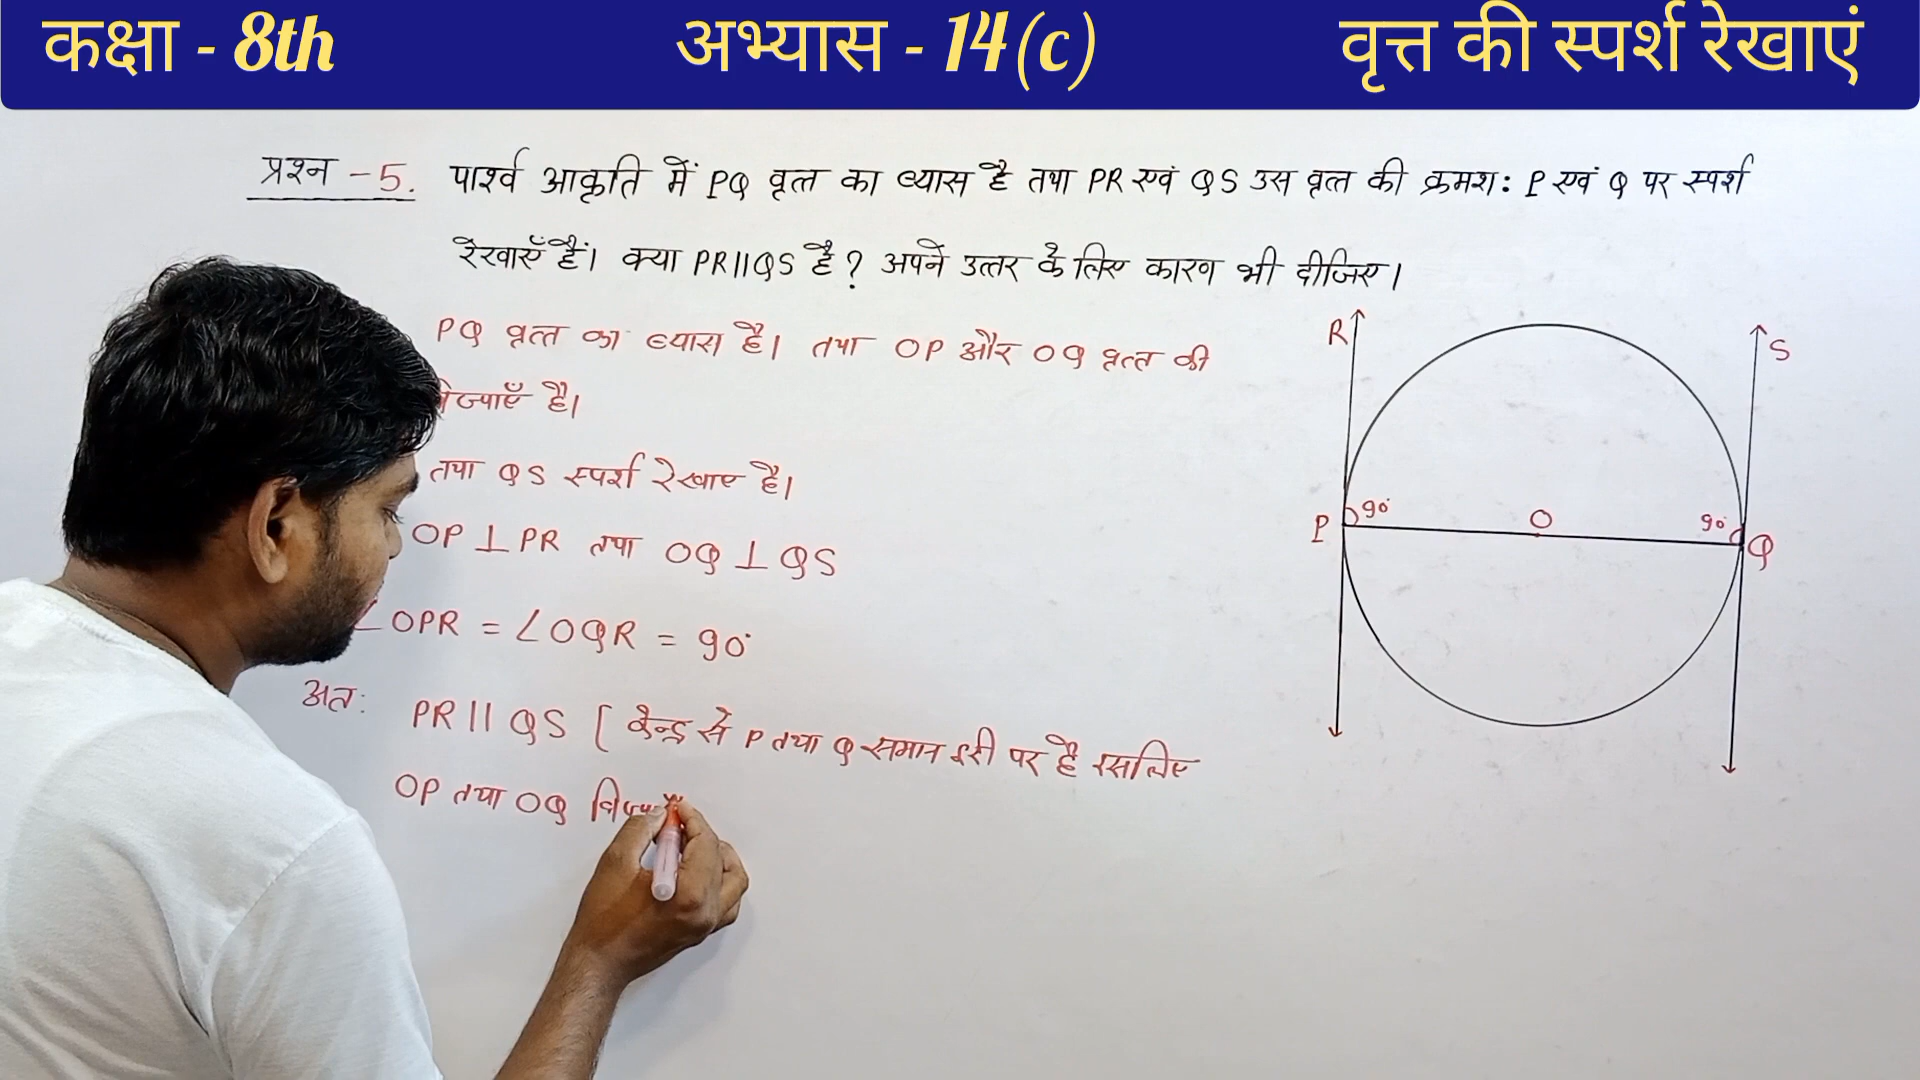 कक्षा - 8th अभ्यास - 14(c) वृत्त की स्पर्श रेखाएं
प्रश्न - 5. पार्श्व आकृति में PQ वृत्त का व्यास है तथा PR एवं QS उस वृत्त की क्रमशः P एवं Q पर स्पर्श
रेखाएँ हैं। क्या PR||QS है? अपने उत्तर के लिए कारण भी दीजिए।
PQ वृत्त का व्यास है। तथा OP और OQ वृत्त की
है।
तथा QS स्पर्श रेखाए है।
OP ⊥ PR तथा OQ ⊥ QS
∠OPR = ∠OQR = 90°
अतः PR || QS [ केन्द्र से P तथा Q समान दूरी पर है इसलिए
OP तथा OQ
R
S
P
90°
O
90°
Q